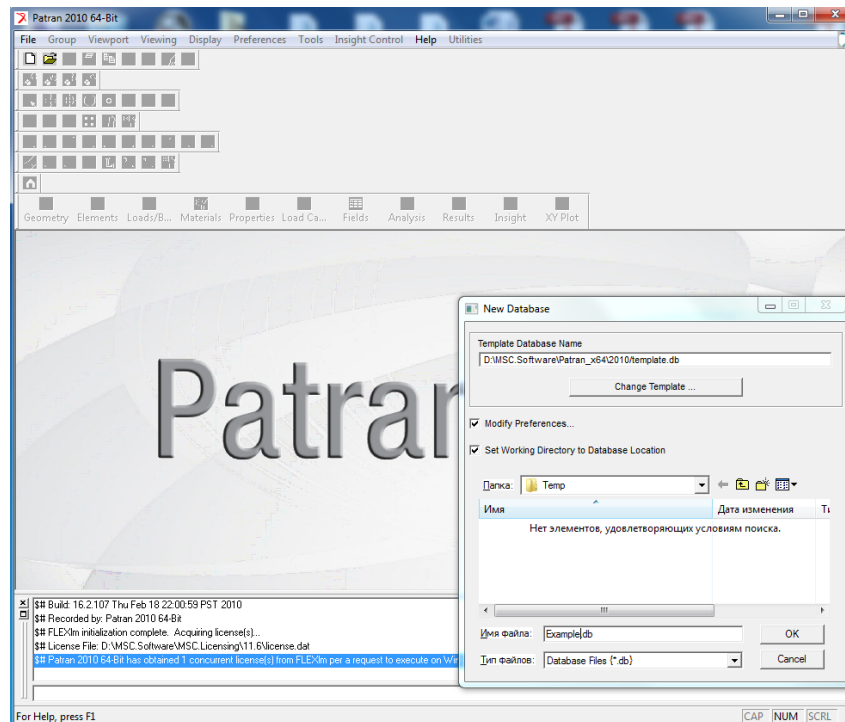 Patran 2010 64-Bit
File Group Viewport Viewing Display Preferences Tools Insight Control Help Utilities
Geometry Elements Loads/B... Materials Properties Load Ca... Fields Analysis Results Insight XY Plot
Patran
New Database
Template Database Name
D:\MSC.Software\Patran_x64\2010/template.db
Change Template ...
Modify Preferences...
Set Working Directory to Database Location
Папка: Temp
Имя Дата изменения Ти
Нет элементов, удовлетворяющих условиям поиска.
Имя файла: Example.db OK
Тип файлов: Database Files (*.db) Cancel
$# Build: 16.2.107 Thu Feb 18 22:00:59 PST 2010
$# Recorded by: Patran 2010 64-Bit
$# FLEXlm initialization complete. Acquiring license(s)...
$# License File: D:\MSC.Software\MSC.Licensing\11.6\license.dat
$# Patran 2010 64-Bit has obtained 1 concurrent license(s) from FLEXlm per a request to execute on Win
For Help, press F1 CAP NUM SCRL